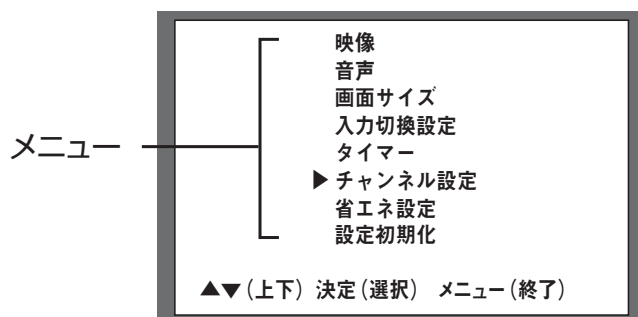 映像
音声
画面サイズ
入力切換設定
タイマー
メニュー
▶チャンネル設定
省エネ設定
設定初期化
▲▼(上下) 決定(選択) メニュー(終了)